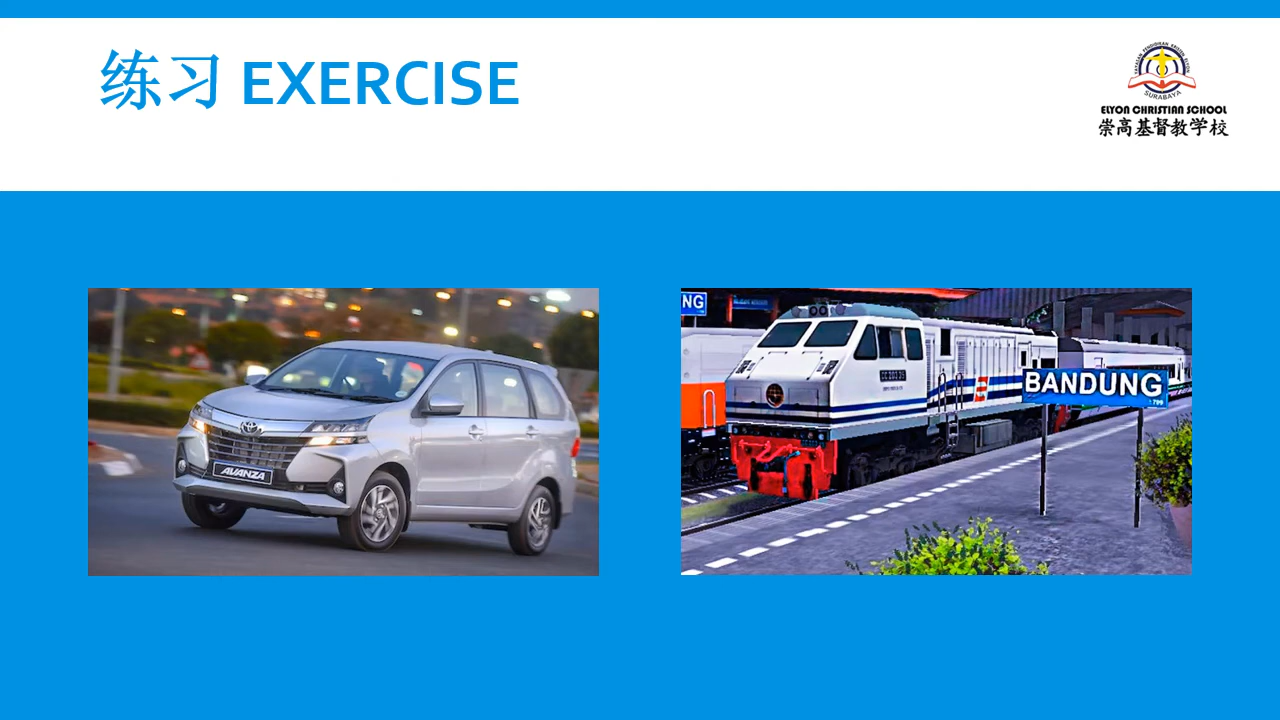 练习 EXERCISE
SURABAYA
ELYON CHRISTIAN SCHOOL
崇高基督教学校
AVANZA
NG
BANDUNG